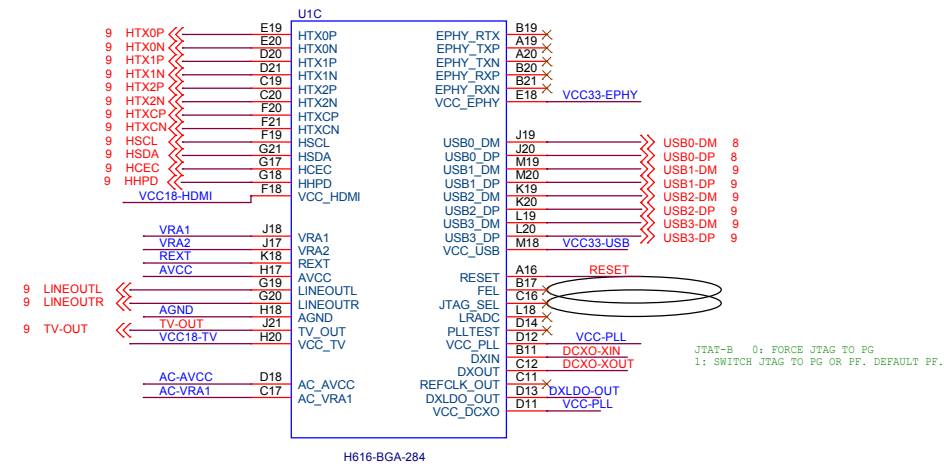 U1C
9 HTX0P E19 HTX0P
9 HTX0N E20 HTX0N
9 HTX1P D20 HTX1P
9 HTX1N D21 HTX1N
9 HTX2P C19 HTX2P
9 HTX2N C20 HTX2N
9 HTXCP F20 HTXCP
9 HTXCN F21 HTXCN
9 HSCL F19 HSCL
9 HSDA G21 HSDA
9 HCEC G17 HCEC
9 HHPD G18 HHPD
VCC18-HDMI F18 VCC_HDMI
VRA1 J18 VRA1
VRA2 J17 VRA2
REXT K18 REXT
AVCC H17 AVCC
9 LINEOUTL G19 LINEOUTL
9 LINEOUTR G20 LINEOUTR
AGND H18 AGND
9 TV-OUT TV-OUT J21 TV_OUT
VCC18-TV H20 VCC_TV
AC-AVCC D18 AC_AVCC
AC-VRA1 C17 AC_VRA1
EPHY_RTX B19
EPHY_TXP A19
EPHY_TXN A20
EPHY_RXP B20
EPHY_RXN B21
VCC_EPHY E18 VCC33-EPHY
USB0_DM J19 USB0-DM 8
USB0_DP J20 USB0-DP 8
USB1_DM M19 USB1-DM 9
USB1_DP M20 USB1-DP 9
USB2_DM K19 USB2-DM 9
USB2_DP K20 USB2-DP 9
USB3_DM L19 USB3-DM 9
USB3_DP L20 USB3-DP 9
VCC_USB M18 VCC33-USB
RESET A16 RESET
FEL B17
JTAG_SEL C16
LRADC L18
PLLTEST D14
VCC_PLL D12 VCC-PLL
DXIN B11 DCXO-XIN
DXOUT C12 DCXO-XOUT
REFCLK_OUT C11
DXLDO_OUT D13 DXLDO-OUT
VCC_DCXO D11 VCC-PLL
JTAT-B 0: FORCE JTAG TO PG
1: SWITCH JTAG TO PG OR PF. DEFAULT PF.
H616-BGA-284